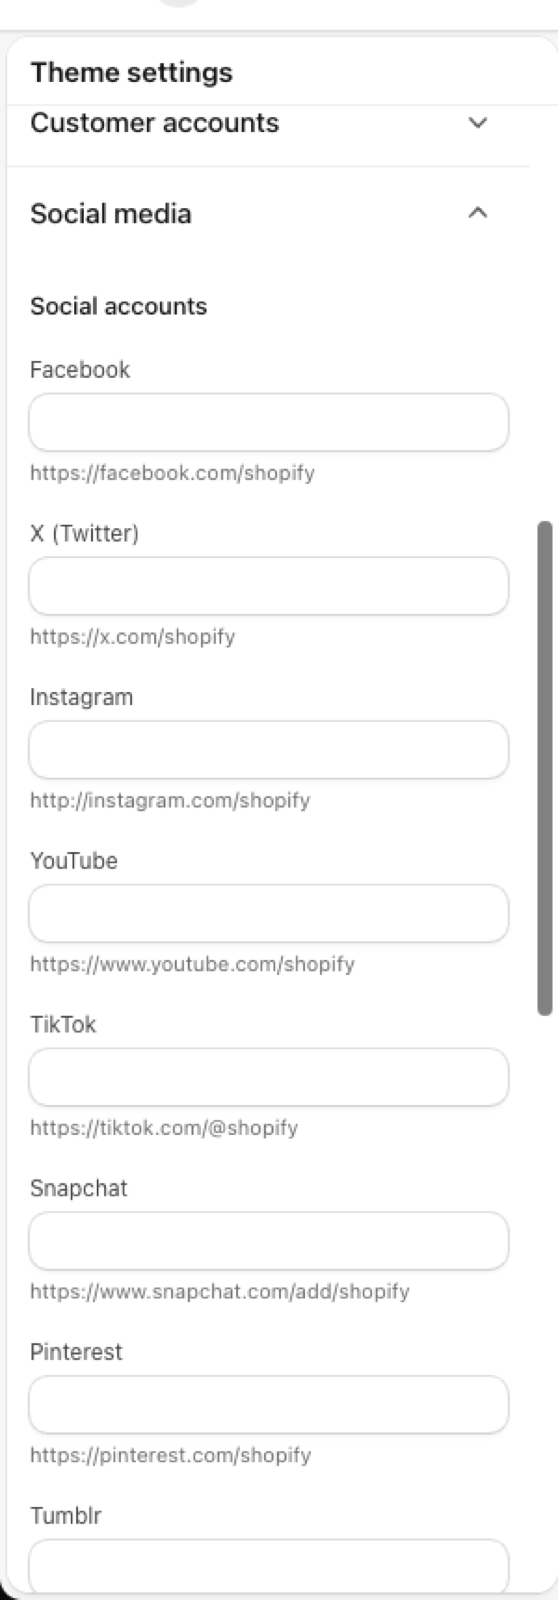 Theme settings
Customer accounts
Social media
Social accounts
Facebook
https://facebook.com/shopify
X (Twitter)
https://x.com/shopify
Instagram
http://instagram.com/shopify
YouTube
https://www.youtube.com/shopify
TikTok
https://tiktok.com/@shopify
Snapchat
https://www.snapchat.com/add/shopify
Pinterest
https://pinterest.com/shopify
Tumblr